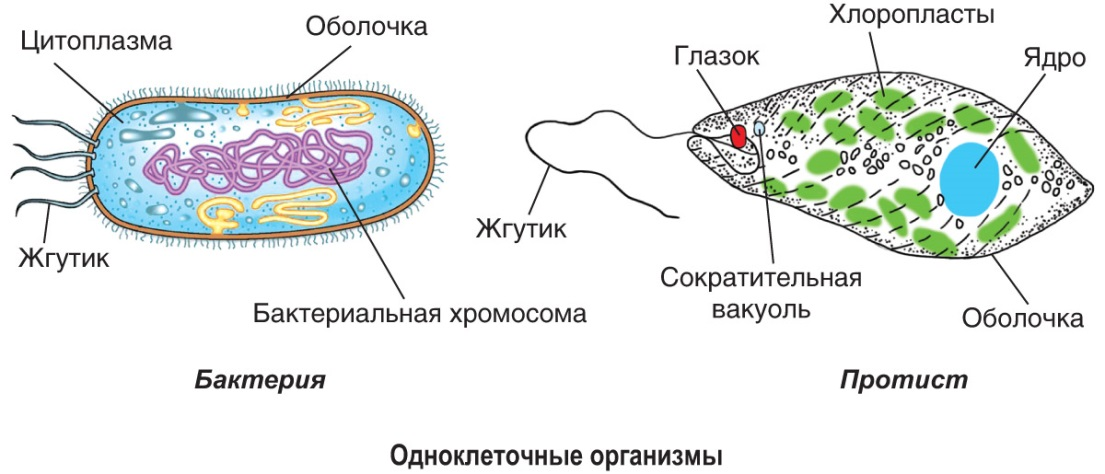 Цитоплазма
Оболочка
Жгутик
Бактериальная хромосома
Бактерия
Хлоропласты
Глазок
Ядро
Жгутик
Сократительная
вакуоль
Оболочка
Протист
Одноклеточные организмы